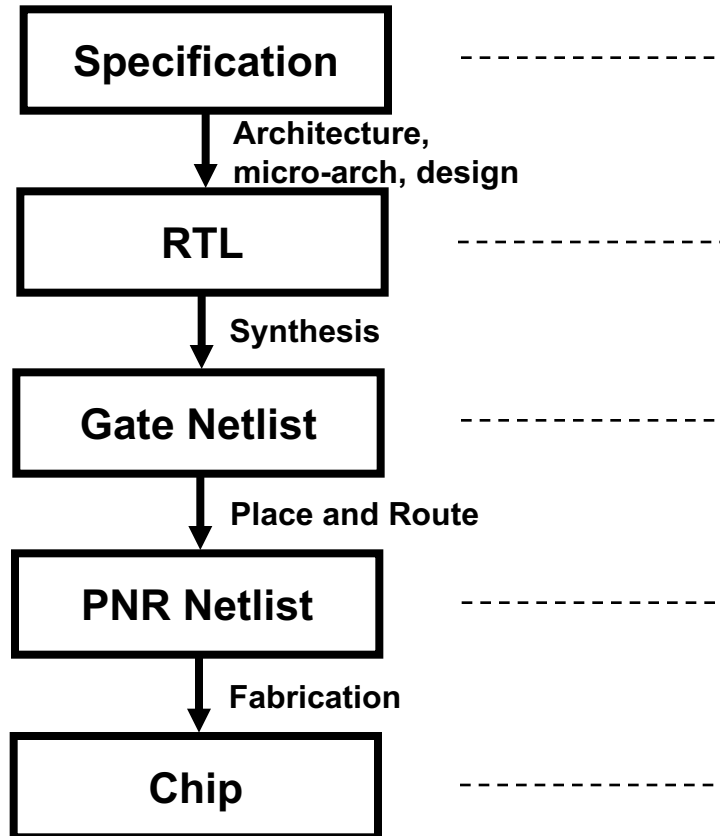 Specification
Architecture,
micro-arch, design
RTL
Synthesis
Gate Netlist
Place and Route
PNR Netlist
Fabrication
Chip